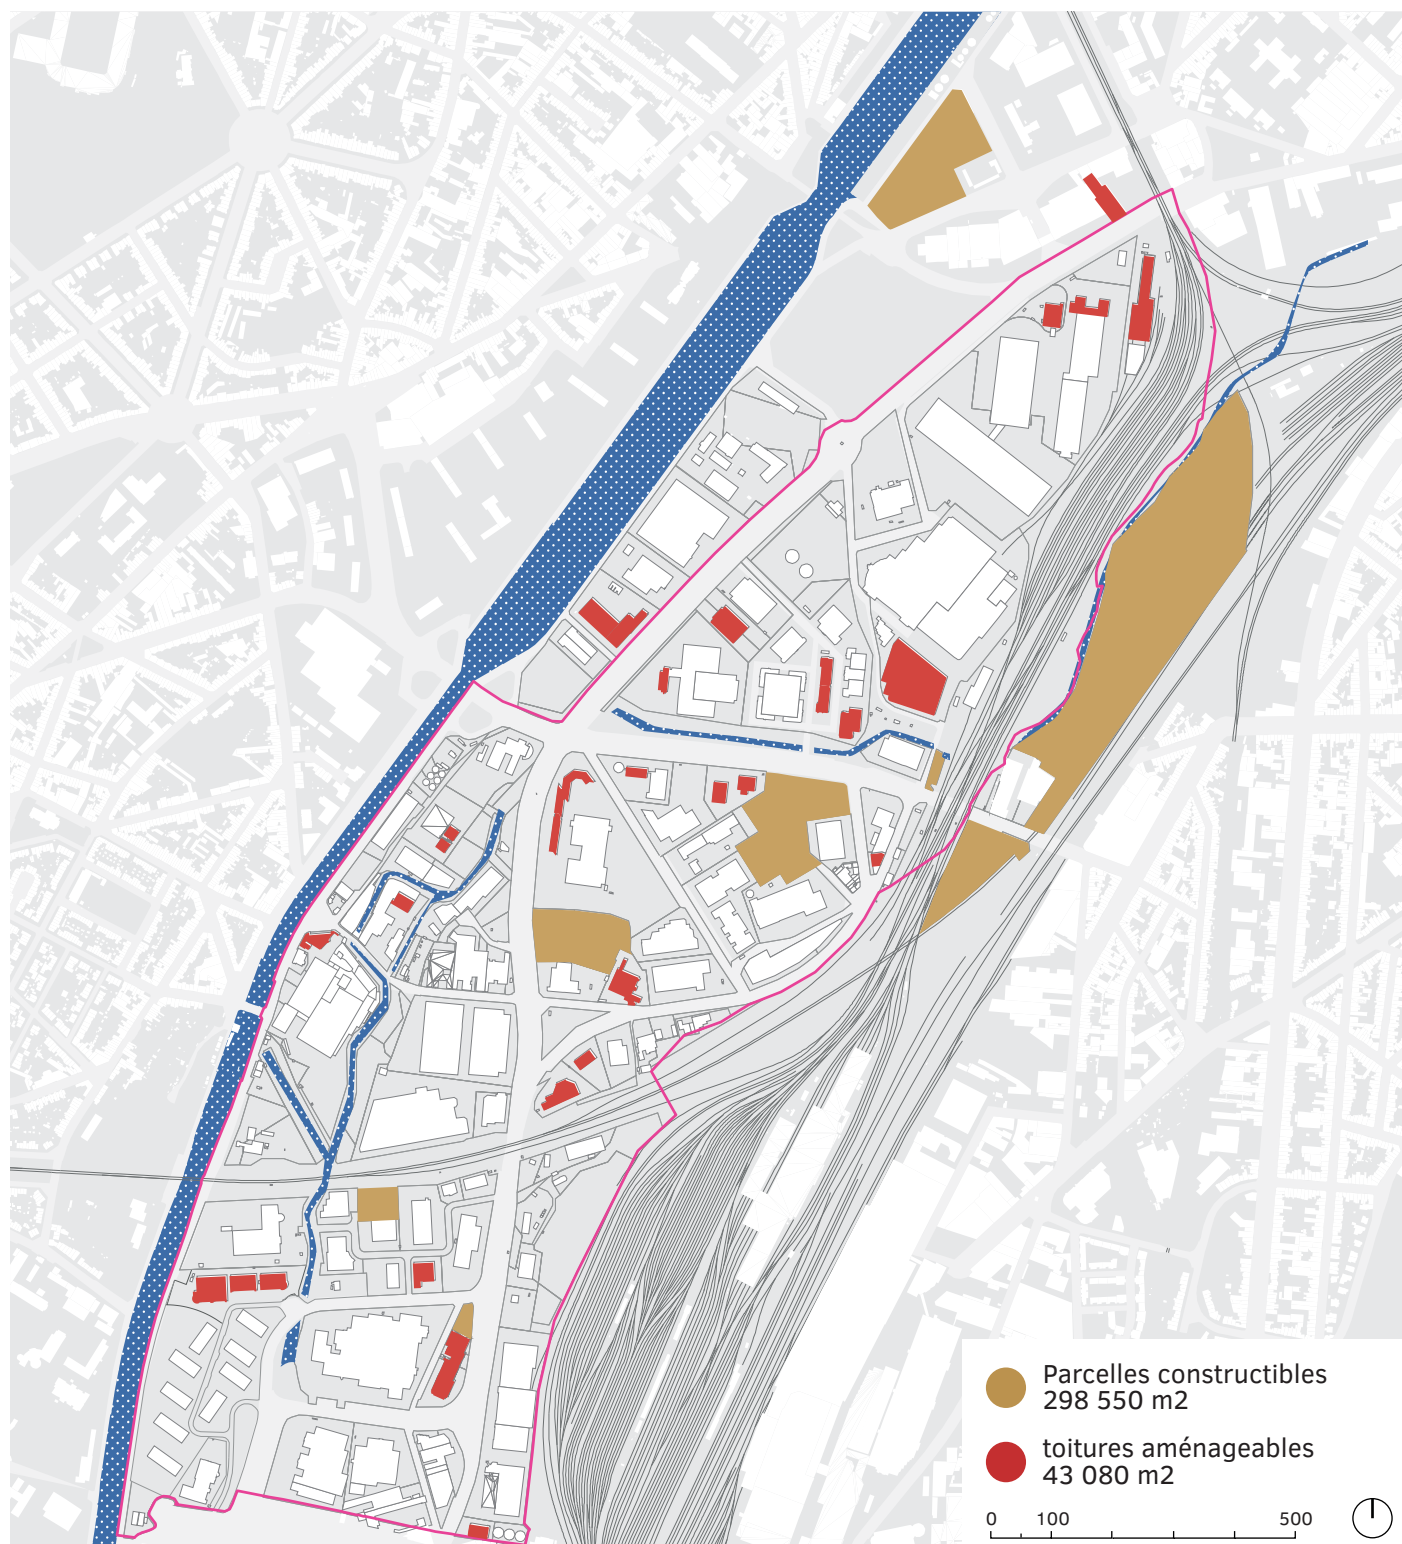 Parcelles constructibles
298 550 m2
toitures aménageables
43 080 m2
0 100 500